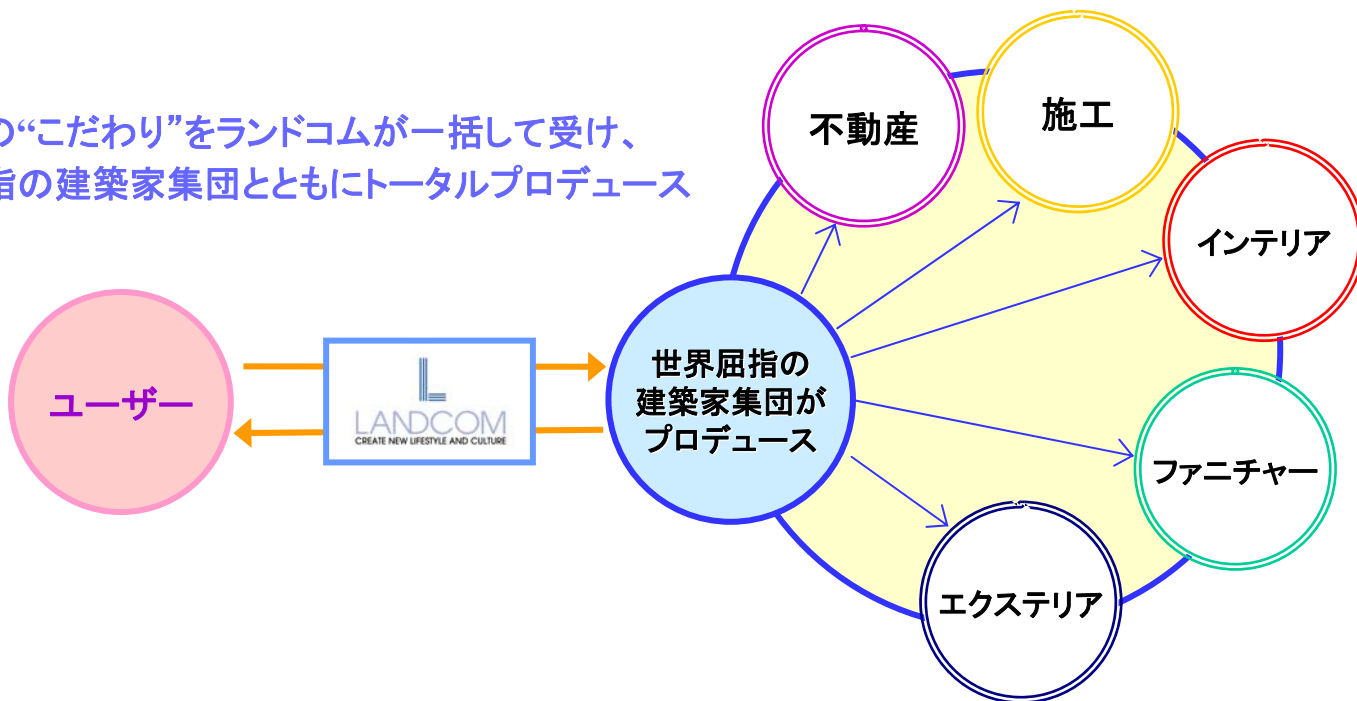 の“こだわり”をランドコムが一括して受け、
指の建築家集団とともにトータルプロデュース
不動産
施工
インテリア
ユーザー
LANDCOM
CREATE NEW LIFESTYLE AND CULTURE
世界屈指の
建築家集団が
プロデュース
ファニチャー
エクステリア